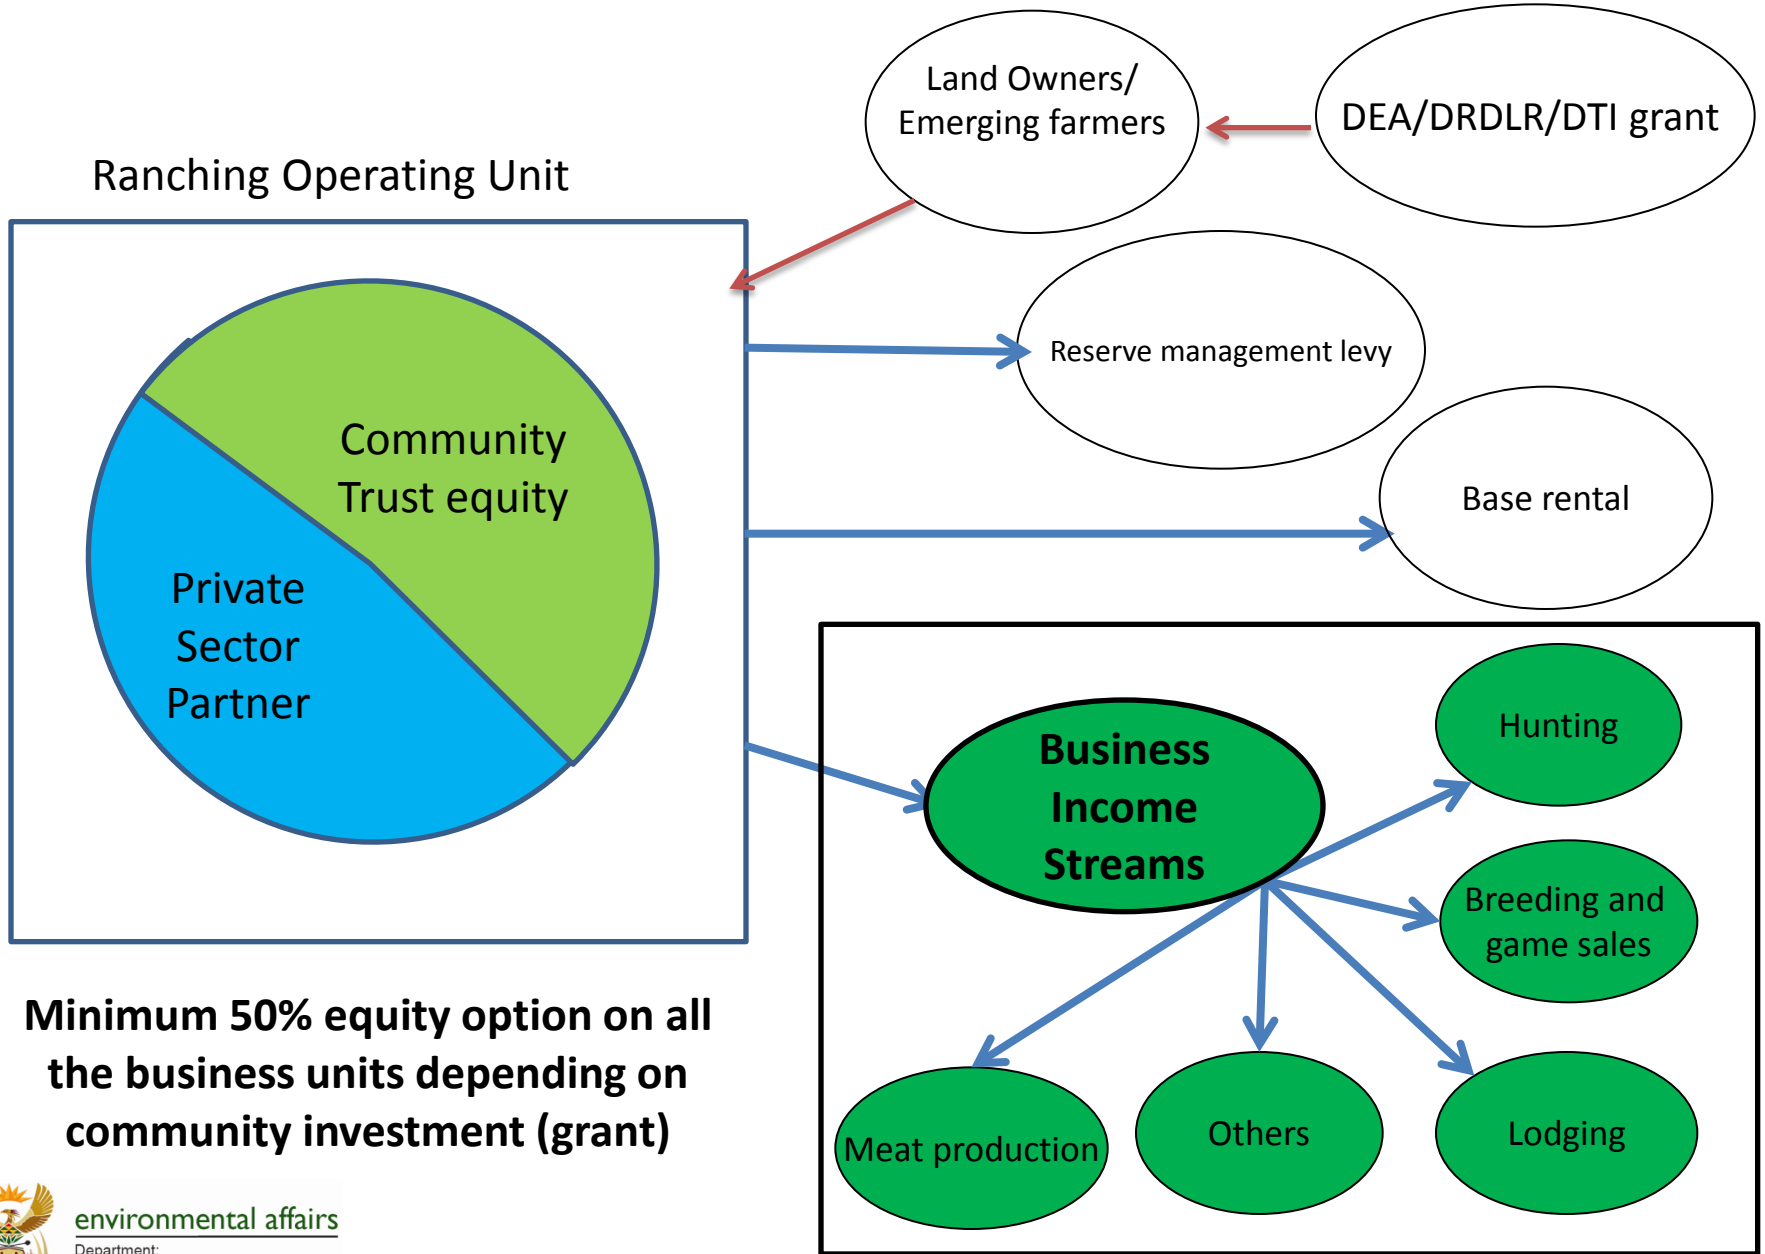 Land Owners/
Emerging farmers
DEA/DRDLR/DTI grant
Ranching Operating Unit
Reserve management levy
Community
Trust equity
Base rental
Private
Sector
Partner
Business
Income
Streams
Hunting
Breeding and
game sales
Meat production
Others
Lodging
Minimum 50% equity option on all
the business units depending on
community investment (grant)
environmental affairs
Department: